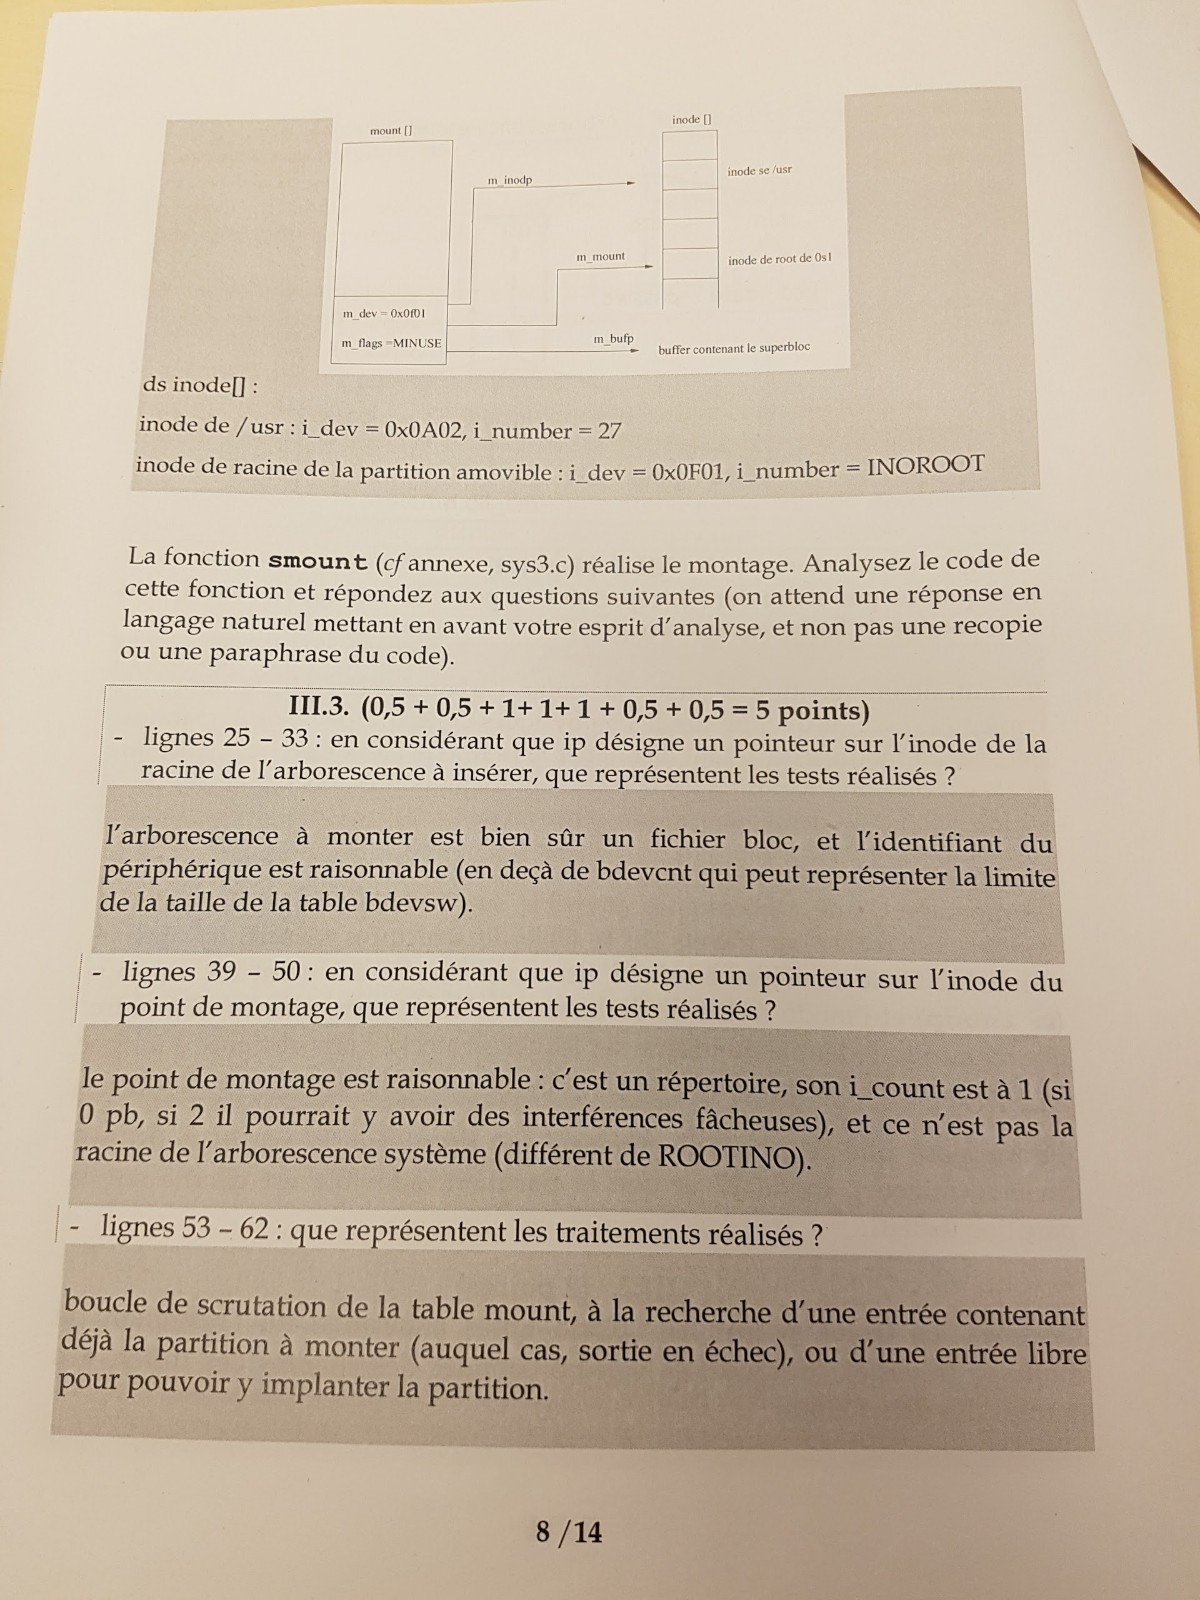 mount []
inode []
m_inodp
inode se /usr
m_mount
inode de root de 0s1
m_dev = 0x0f01
m_flags =MINUSE
m_bufp
buffer contenant le superbloc
ds inode[] :
inode de /usr : i_dev = 0x0A02, i_number = 27
inode de racine de la partition amovible : i_dev = 0x0F01, i_number = INOROOT
La fonction smount (cf annexe, sys3.c) réalise le montage. Analysez le code de
cette fonction et répondez aux questions suivantes (on attend une réponse en
langage naturel mettant en avant votre esprit d'analyse, et non pas une recopie
ou une paraphrase du code).
III.3. (0,5 + 0,5 + 1+ 1+ 1 + 0,5 + 0,5 = 5 points)
- lignes 25 – 33 : en considérant que ip désigne un pointeur sur l'inode de la
racine de l'arborescence à insérer, que représentent les tests réalisés ?
l'arborescence à monter est bien sûr un fichier bloc, et l'identifiant du
périphérique est raisonnable (en deçà de bdevcnt qui peut représenter la limite
de la taille de la table bdevsw).
- lignes 39 – 50 : en considérant que ip désigne un pointeur sur l'inode du
point de montage, que représentent les tests réalisés ?
le point de montage est raisonnable : c'est un répertoire, son i_count est à 1 (si
0 pb, si 2 il pourrait y avoir des interférences fâcheuses), et ce n'est pas la
racine de l'arborescence système (différent de ROOTINO).
- lignes 53 – 62 : que représentent les traitements réalisés ?
boucle de scrutation de la table mount, à la recherche d'une entrée contenant
déjà la partition à monter (auquel cas, sortie en échec), ou d'une entrée libre
pour pouvoir y implanter la partition.
8 /14